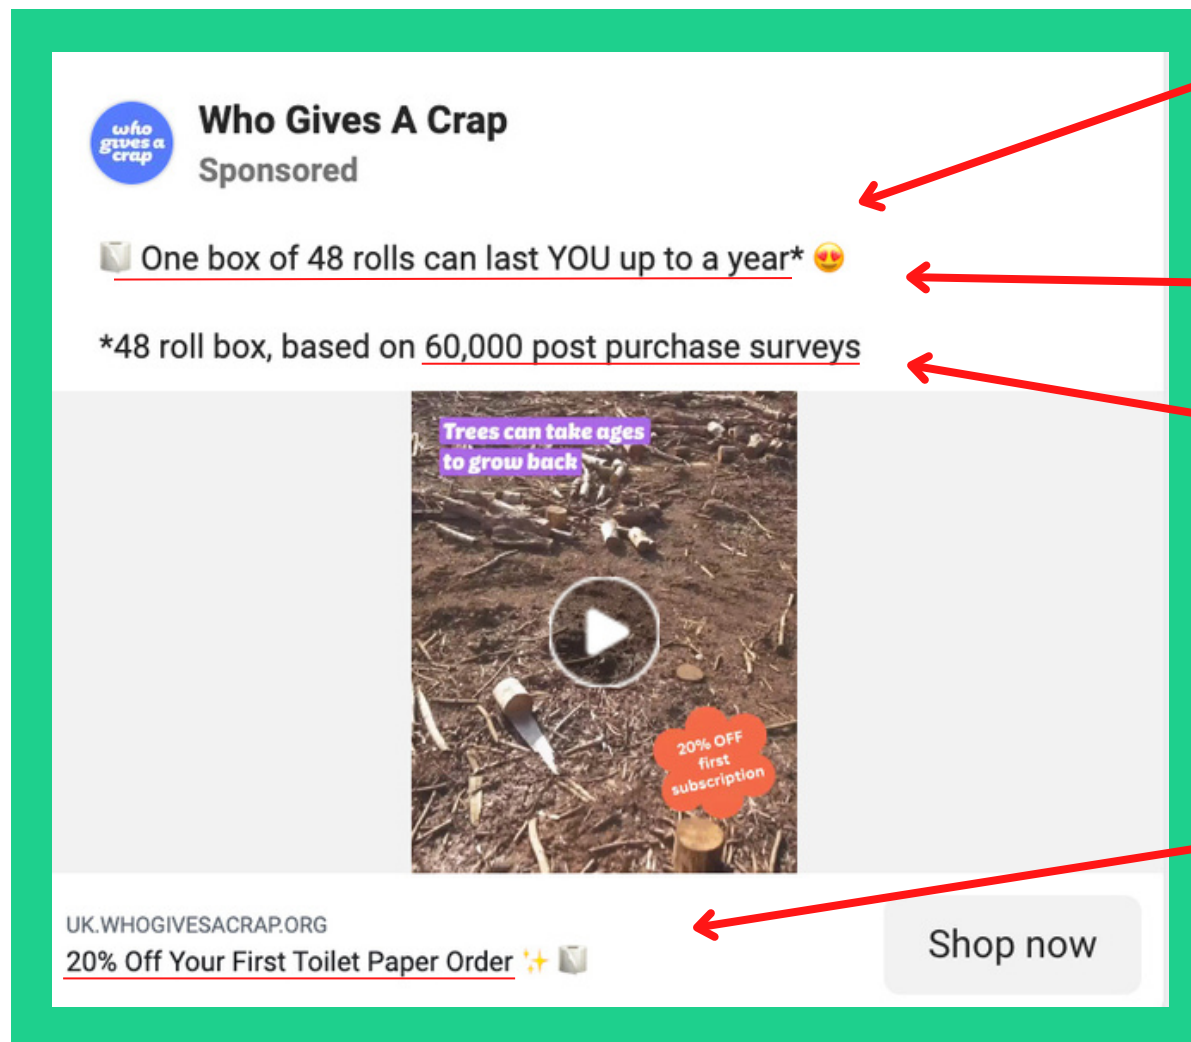 who
gives a
crap
Who Gives A Crap
Sponsored
🧻 One box of 48 rolls can last YOU up to a year* 😍
*48 roll box, based on 60,000 post purchase surveys
Trees can take ages
to grow back
20% OFF
first
subscription
UK.WHOGIVESACRAP.ORG
20% Off Your First Toilet Paper Order ✨ 🧻
Shop now